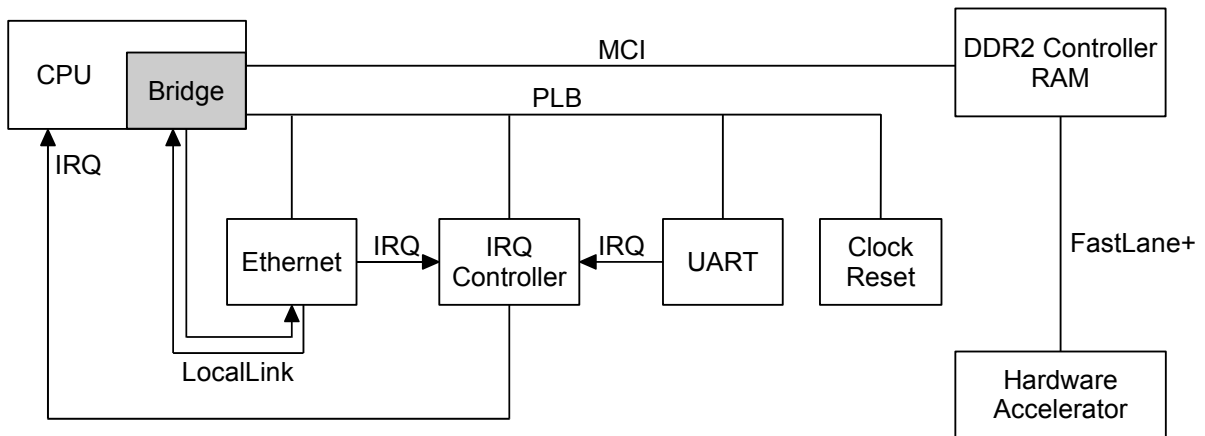 CPU
Bridge
MCI
DDR2 Controller
RAM
PLB
IRQ
Ethernet
IRQ
IRQ
Controller
IRQ
UART
Clock
Reset
FastLane+
LocalLink
Hardware
Accelerator